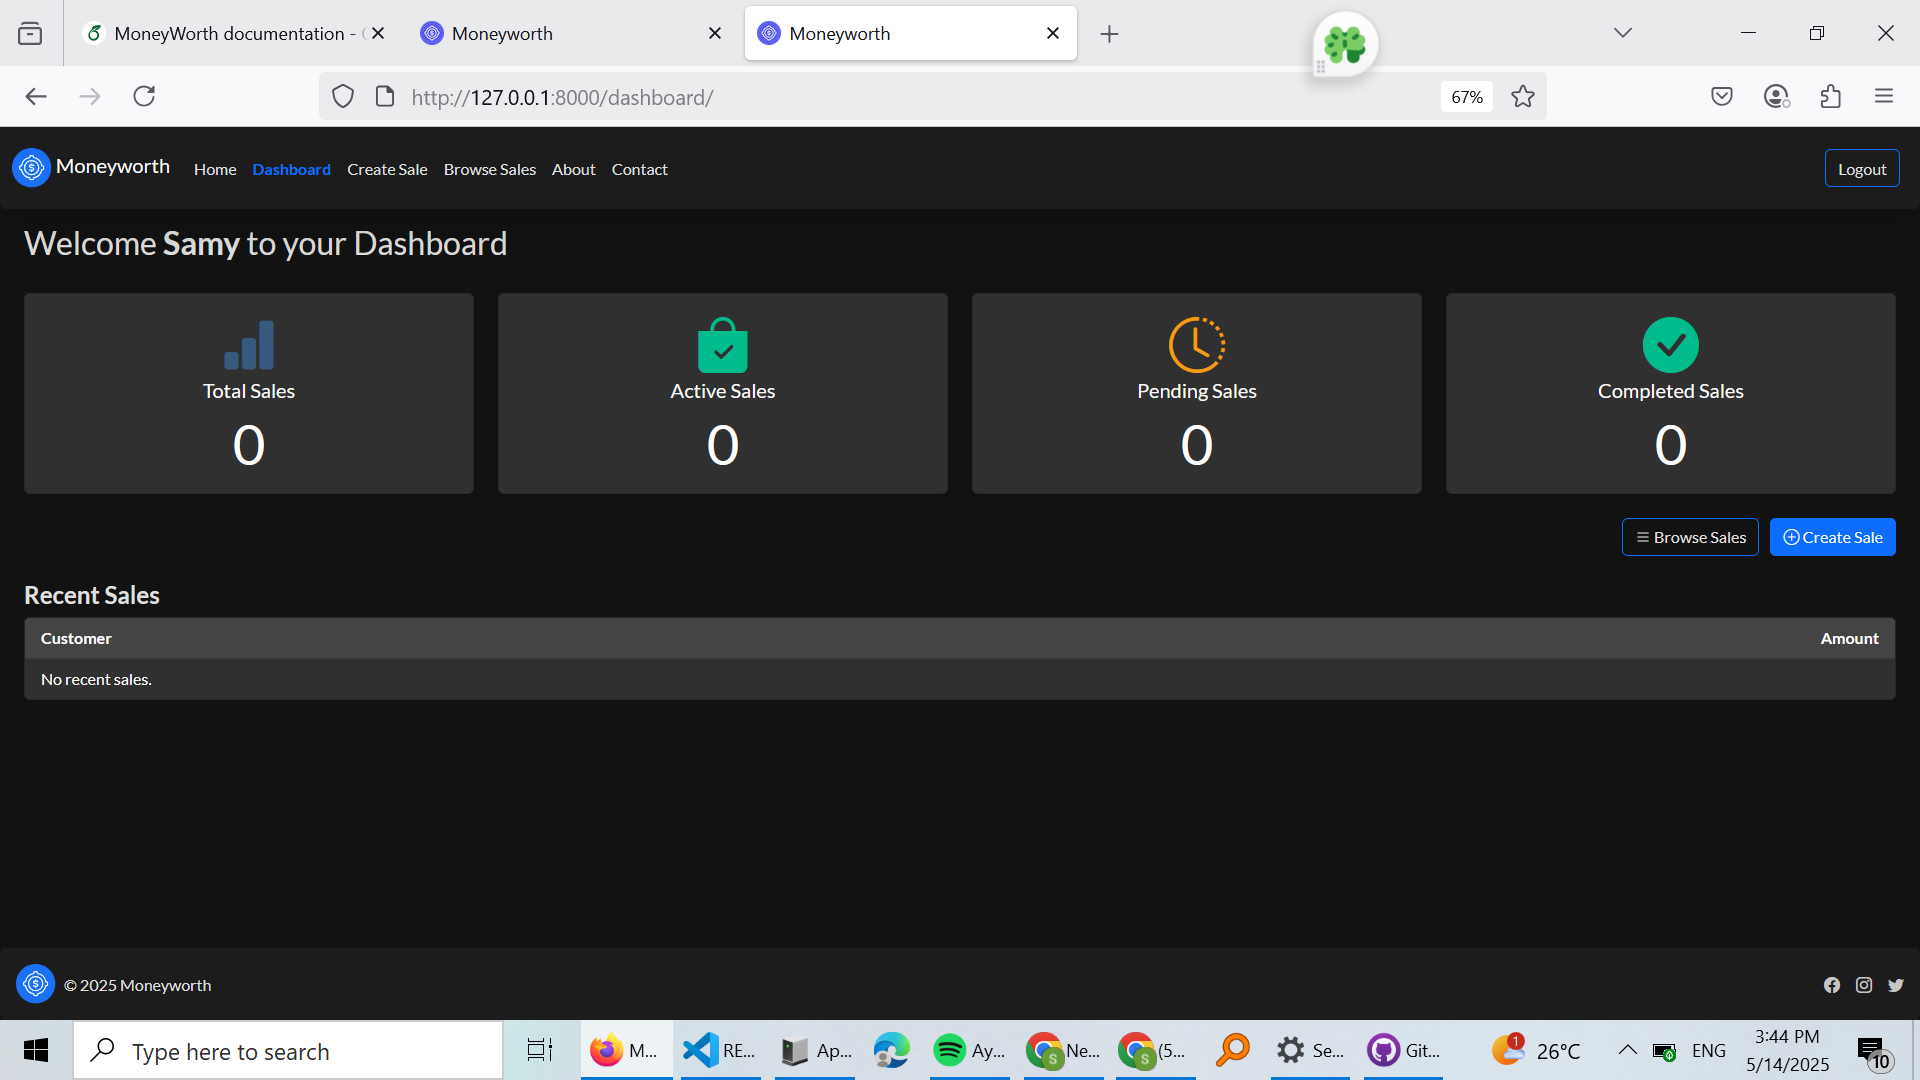 MoneyWorth documentation -
Moneyworth
Moneyworth
http://127.0.0.1:8000/dashboard/
67%
Moneyworth
Home
Dashboard
Create Sale
Browse Sales
About
Contact
Logout
Welcome Samy to your Dashboard
Total Sales
0
Active Sales
0
Pending Sales
0
Completed Sales
0
Browse Sales
Create Sale
Recent Sales
Customer
Amount
No recent sales.
© 2025 Moneyworth
Type here to search
M...
RE...
Ap...
Ay...
S
Ne...
S
(5...
Se...
Git...
1
26°C
ENG
3:44 PM
5/14/2025
10